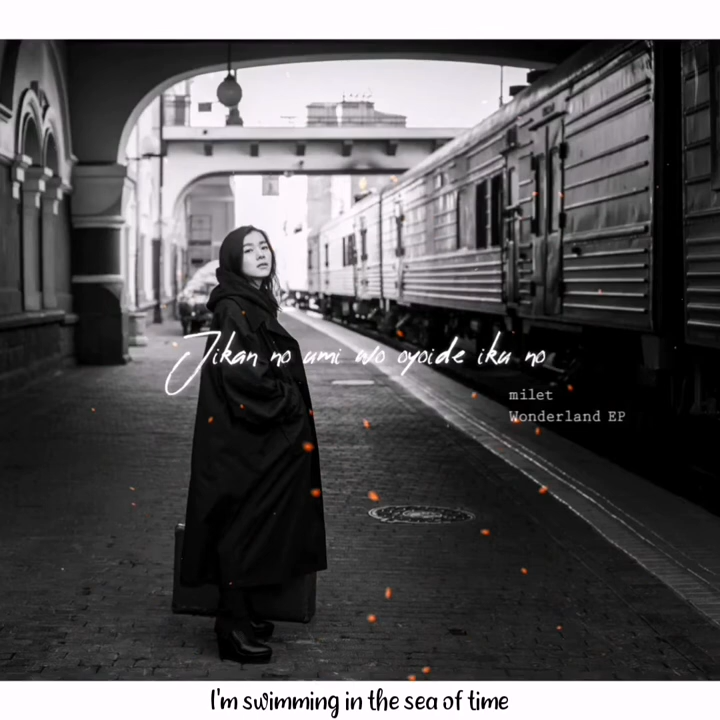 Jikan no umi wo oyoide iku no
milet
Wonderland EP
I'm swimming in the sea of time